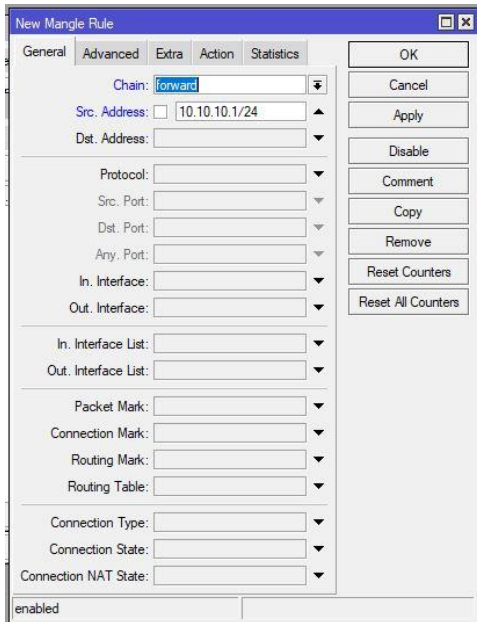 New Mangle Rule
General Advanced Extra Action Statistics
OK
Chain: forward
Cancel
Src. Address: 10.10.10.1/24
Apply
Dst. Address:
Disable
Protocol:
Comment
Src. Port:
Copy
Dst. Port:
Remove
Any. Port:
In. Interface:
Reset Counters
Out. Interface:
Reset All Counters
In. Interface List:
Out. Interface List:
Packet Mark:
Connection Mark:
Routing Mark:
Routing Table:
Connection Type:
Connection State:
Connection NAT State:
enabled